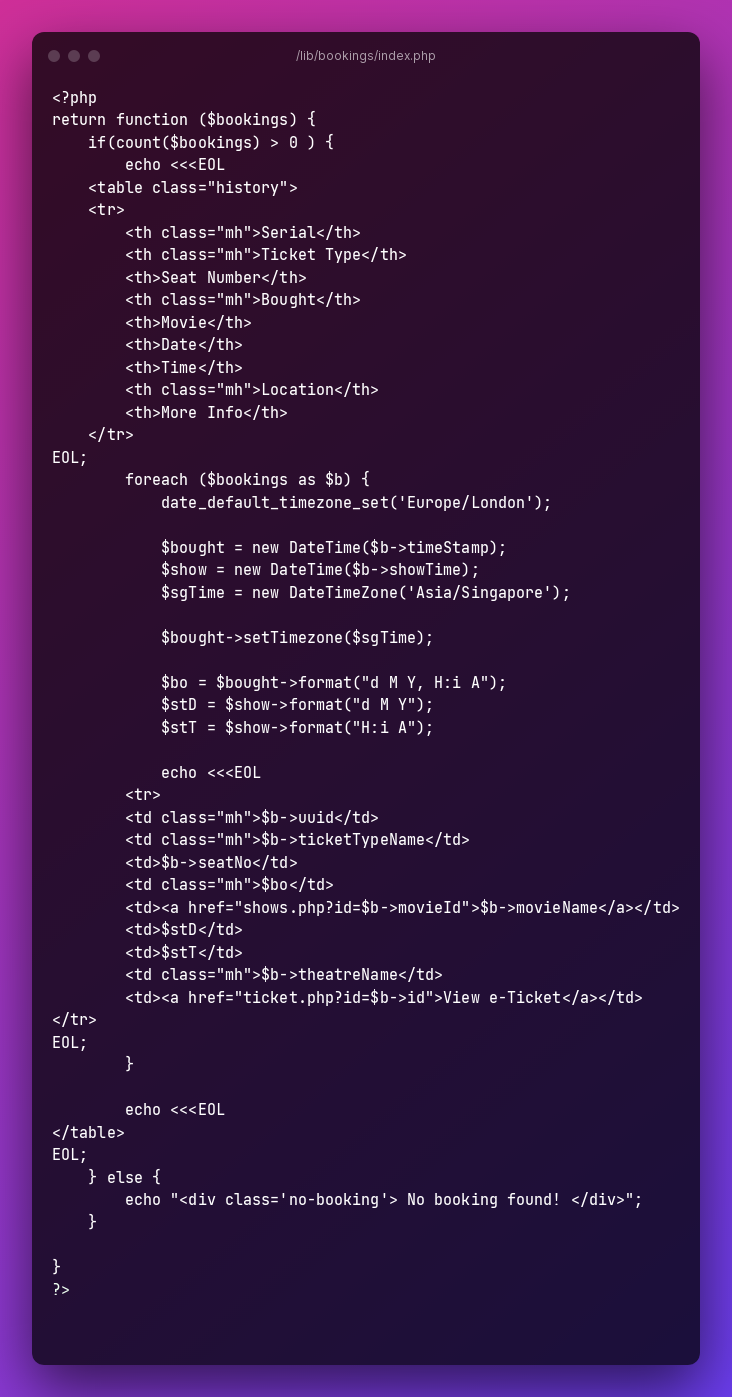 /lib/bookings/index.php
<?php
return function ($bookings) {
    if(count($bookings) > 0 ) {
        echo <<<EOL
    <table class="history">
    <tr>
        <th class="mh">Serial</th>
        <th class="mh">Ticket Type</th>
        <th>Seat Number</th>
        <th class="mh">Bought</th>
        <th>Movie</th>
        <th>Date</th>
        <th>Time</th>
        <th class="mh">Location</th>
        <th>More Info</th>
    </tr>
EOL;
        foreach ($bookings as $b) {
            date_default_timezone_set('Europe/London');

            $bought = new DateTime($b->timeStamp);
            $show = new DateTime($b->showTime);
            $sgTime = new DateTimeZone('Asia/Singapore');

            $bought->setTimezone($sgTime);

            $bo = $bought->format("d M Y, H:i A");
            $stD = $show->format("d M Y");
            $stT = $show->format("H:i A");

            echo <<<EOL
        <tr>
        <td class="mh">$b->uuid</td>
        <td class="mh">$b->ticketTypeName</td>
        <td>$b->seatNo</td>
        <td class="mh">$bo</td>
        <td><a href="shows.php?id=$b->movieId">$b->movieName</a></td>
        <td>$stD</td>
        <td>$stT</td>
        <td class="mh">$b->theatreName</td>
        <td><a href="ticket.php?id=$b->id">View e-Ticket</a></td>
</tr>
EOL;
        }

        echo <<<EOL
</table>
EOL;
    } else {
        echo "<div class='no-booking'> No booking found! </div>";
    }

}
?>